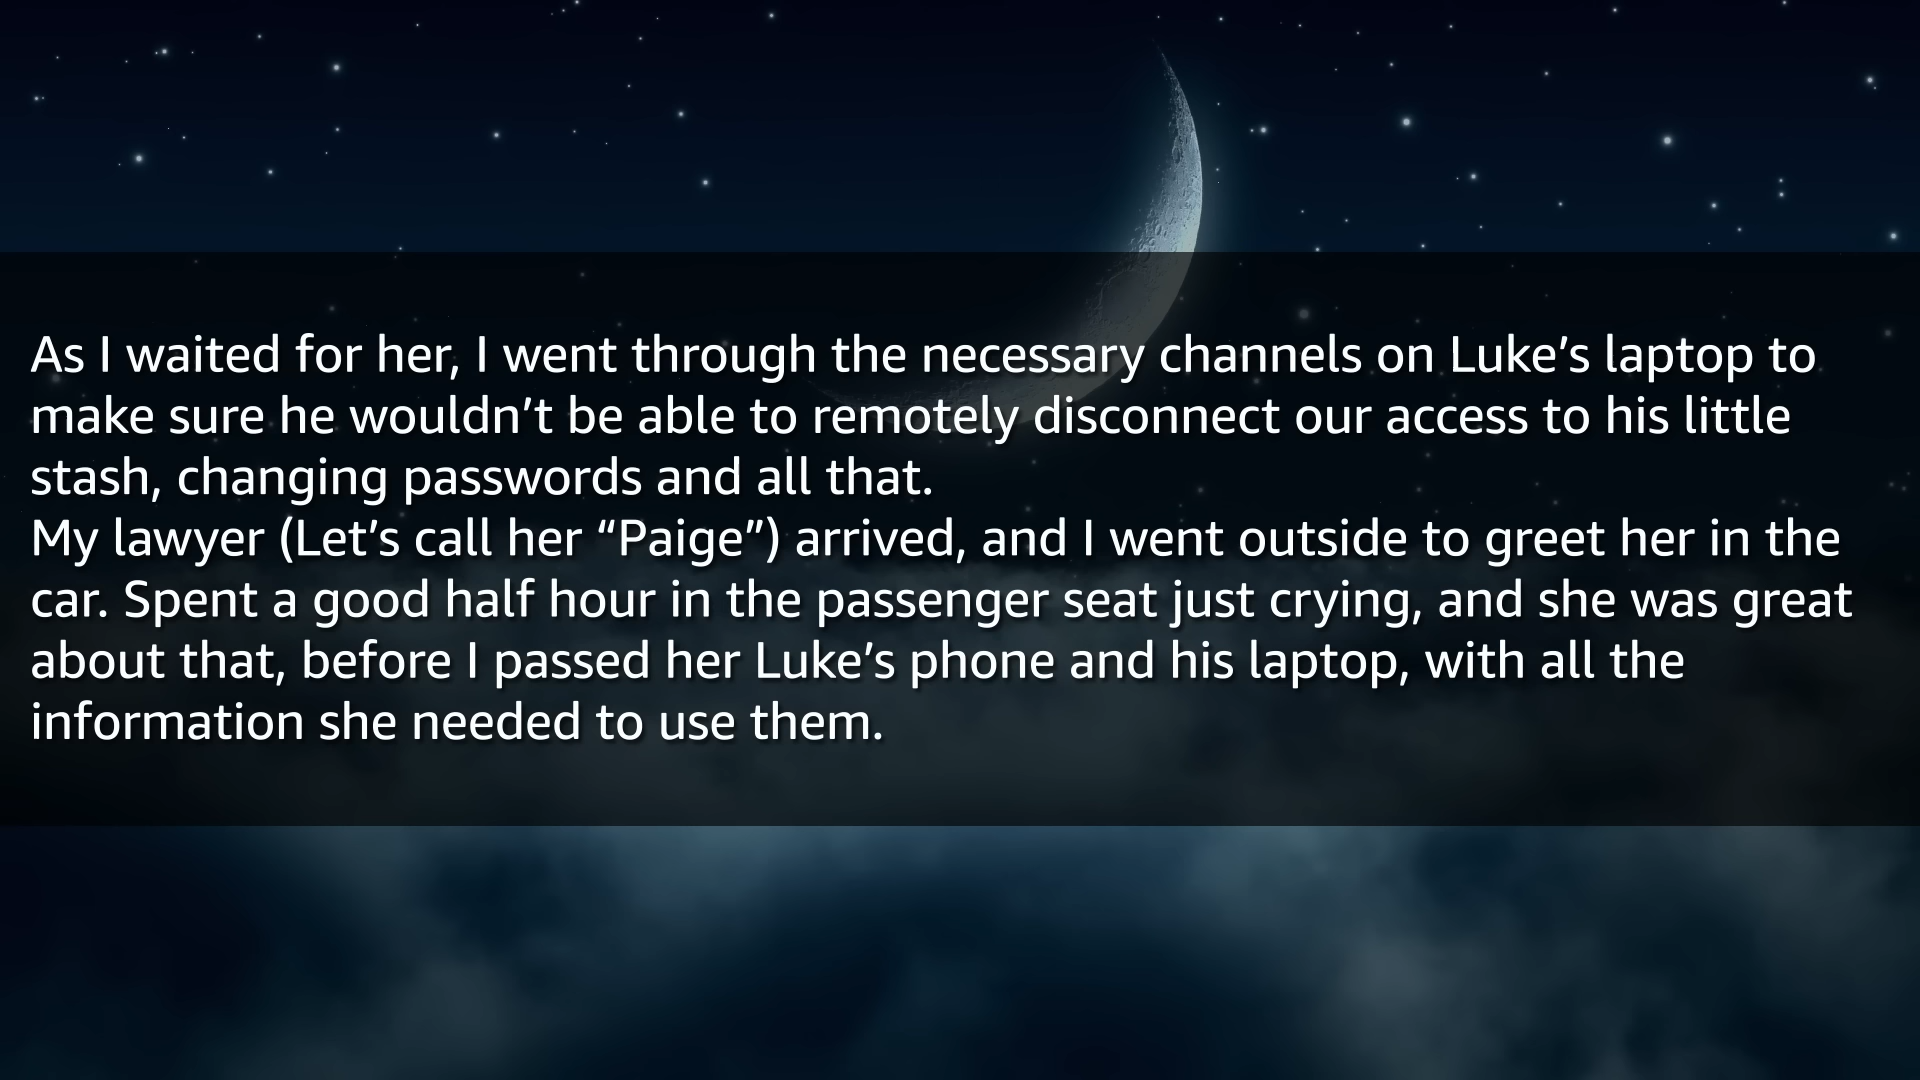 As I waited for her, I went through the necessary channels on Luke’s laptop to
make sure he wouldn’t be able to remotely disconnect our access to his little
stash, changing passwords and all that.
My lawyer (Let’s call her “Paige”) arrived, and I went outside to greet her in the
car. Spent a good half hour in the passenger seat just crying, and she was great
about that, before I passed her Luke’s phone and his laptop, with all the
information she needed to use them.